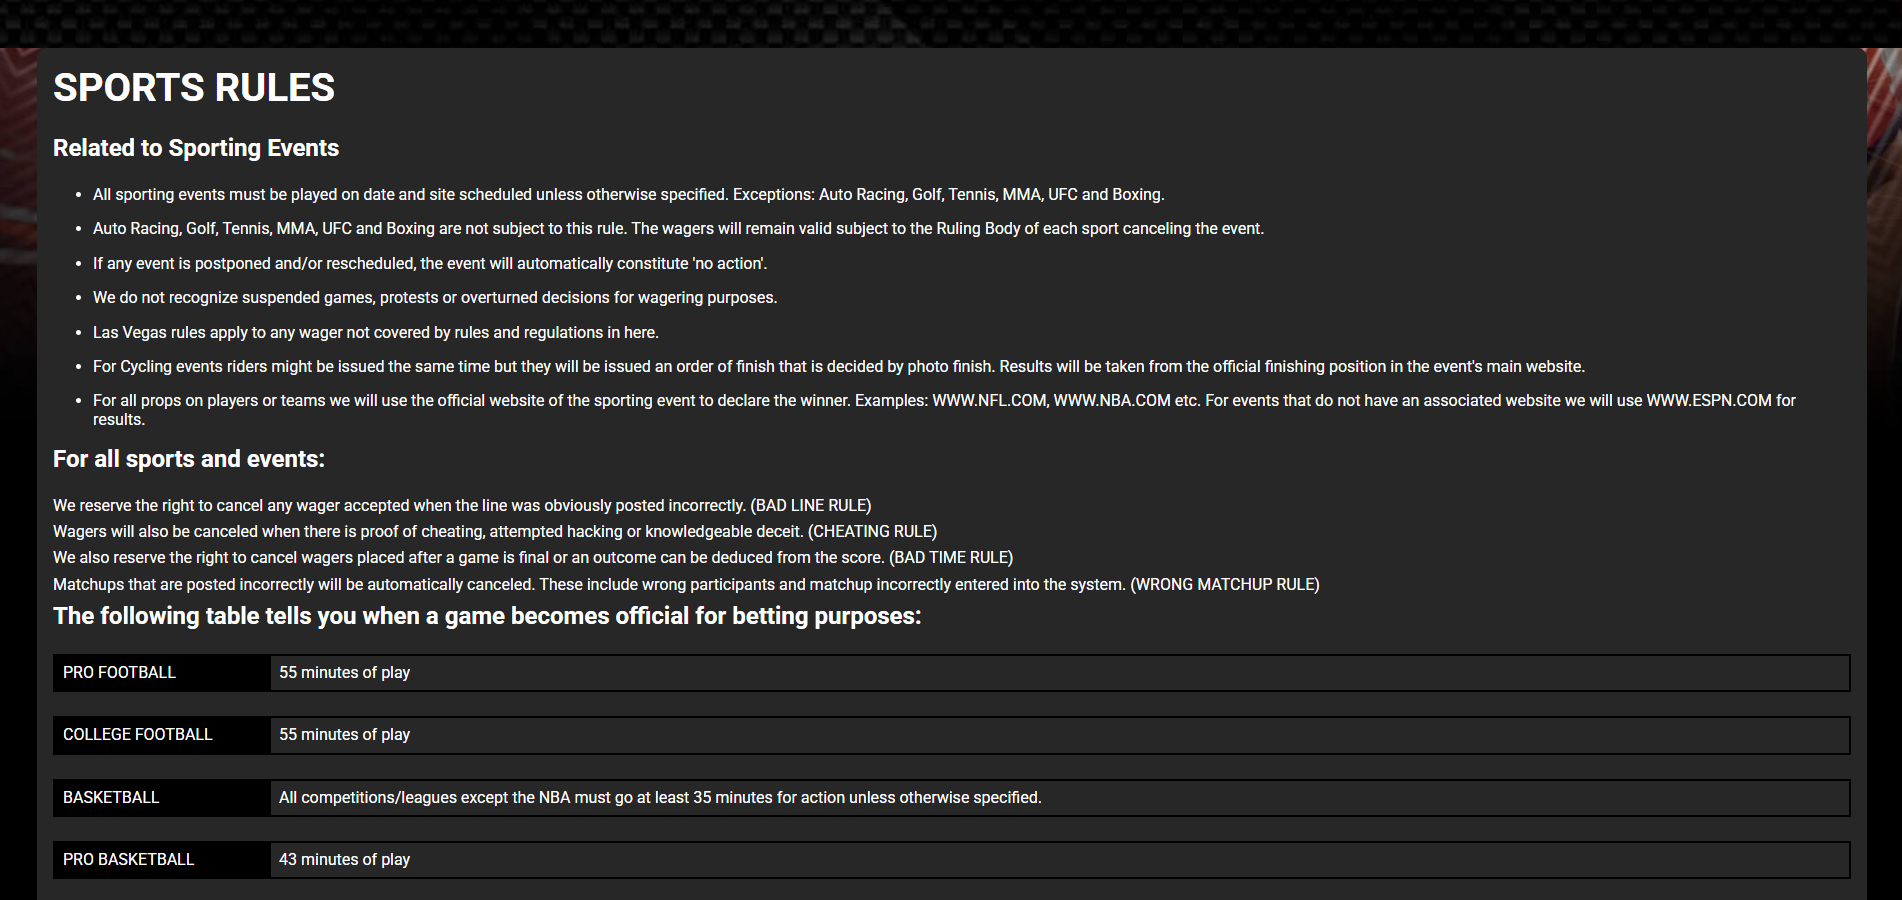 SPORTS RULES
Related to Sporting Events
• All sporting events must be played on date and site scheduled unless otherwise specified. Exceptions: Auto Racing, Golf, Tennis, MMA, UFC and Boxing.
• Auto Racing, Golf, Tennis, MMA, UFC and Boxing are not subject to this rule. The wagers will remain valid subject to the Ruling Body of each sport canceling the event.
• If any event is postponed and/or rescheduled, the event will automatically constitute 'no action'.
• We do not recognize suspended games, protests or overturned decisions for wagering purposes.
• Las Vegas rules apply to any wager not covered by rules and regulations in here.
• For Cycling events riders might be issued the same time but they will be issued an order of finish that is decided by photo finish. Results will be taken from the official finishing position in the event's main website.
• For all props on players or teams we will use the official website of the sporting event to declare the winner. Examples: WWW.NFL.COM, WWW.NBA.COM etc. For events that do not have an associated website we will use WWW.ESPN.COM for
results.
For all sports and events:
We reserve the right to cancel any wager accepted when the line was obviously posted incorrectly. (BAD LINE RULE)
Wagers will also be canceled when there is proof of cheating, attempted hacking or knowledgeable deceit. (CHEATING RULE)
We also reserve the right to cancel wagers placed after a game is final or an outcome can be deduced from the score. (BAD TIME RULE)
Matchups that are posted incorrectly will be automatically canceled. These include wrong participants and matchup incorrectly entered into the system. (WRONG MATCHUP RULE)
The following table tells you when a game becomes official for betting purposes:
PRO FOOTBALL 55 minutes of play
COLLEGE FOOTBALL 55 minutes of play
BASKETBALL All competitions/leagues except the NBA must go at least 35 minutes for action unless otherwise specified.
PRO BASKETBALL 43 minutes of play